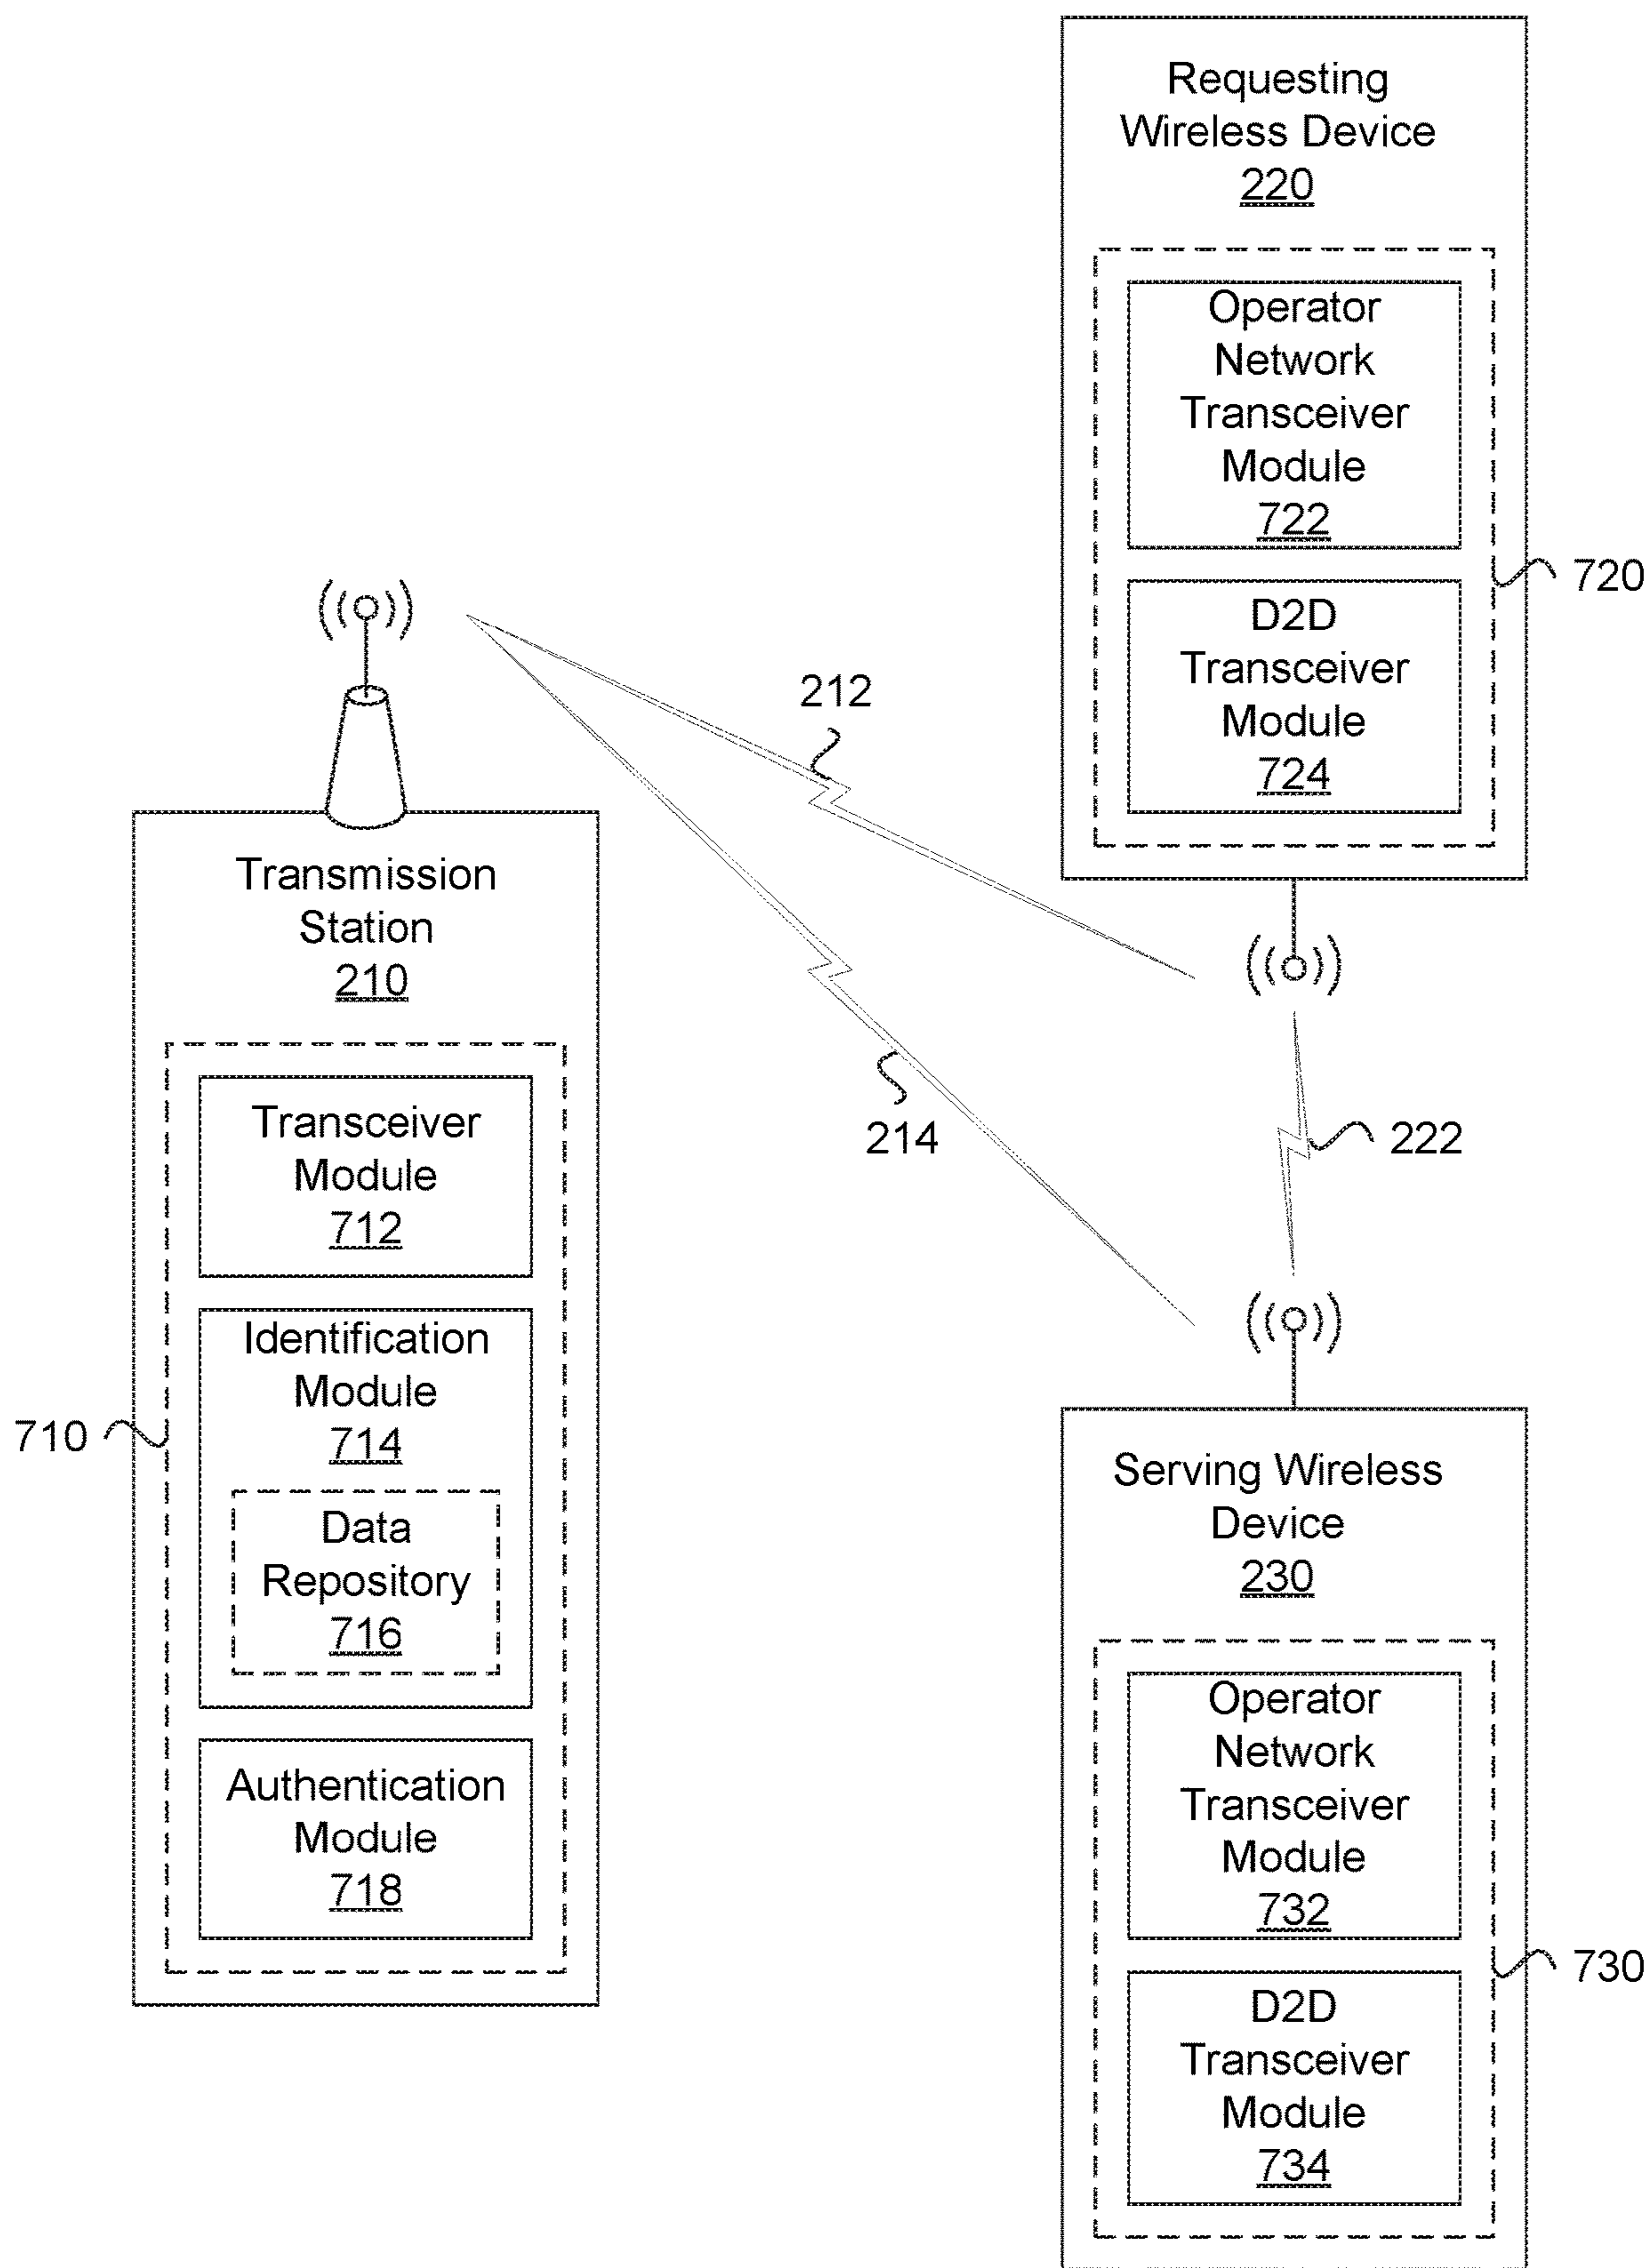 Requesting
Wireless Device
220
Operator
Network
Transceiver
Module
722
720
D2D
Transceiver
Module
724
212
Transmission
Station
210
Transceiver
Module
712
214
222
Identification
Module
714
710
Data
Repository
716
Authentication
Module
718
Serving Wireless
Device
230
Operator
Network
Transceiver
Module
732
730
D2D
Transceiver
Module
734